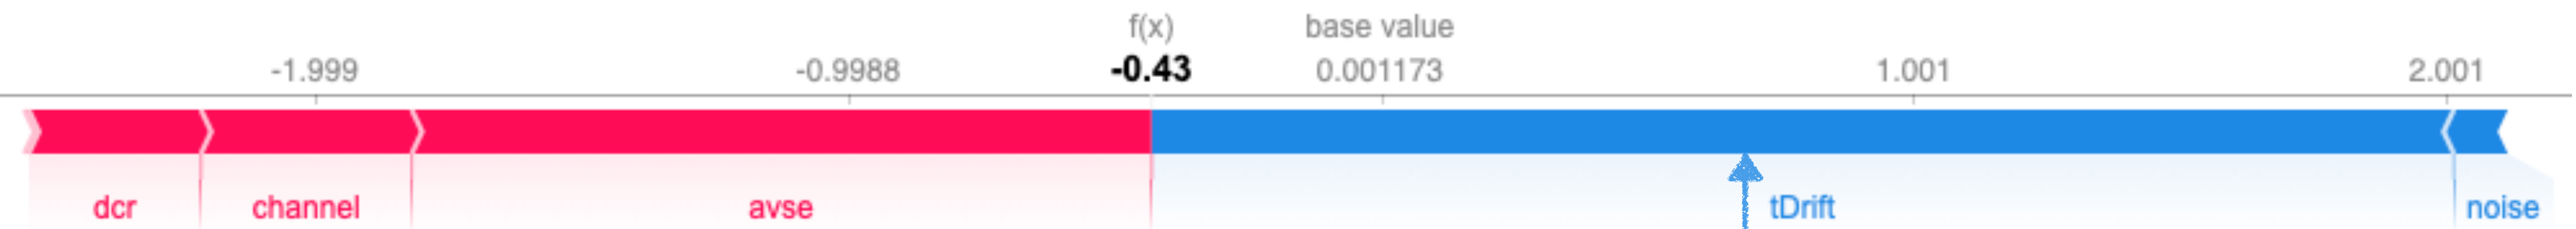 f(x) base value
-1.999 -0.9988 -0.43 0.001173 1.001 2.001
dcr channel avse tDrift noise